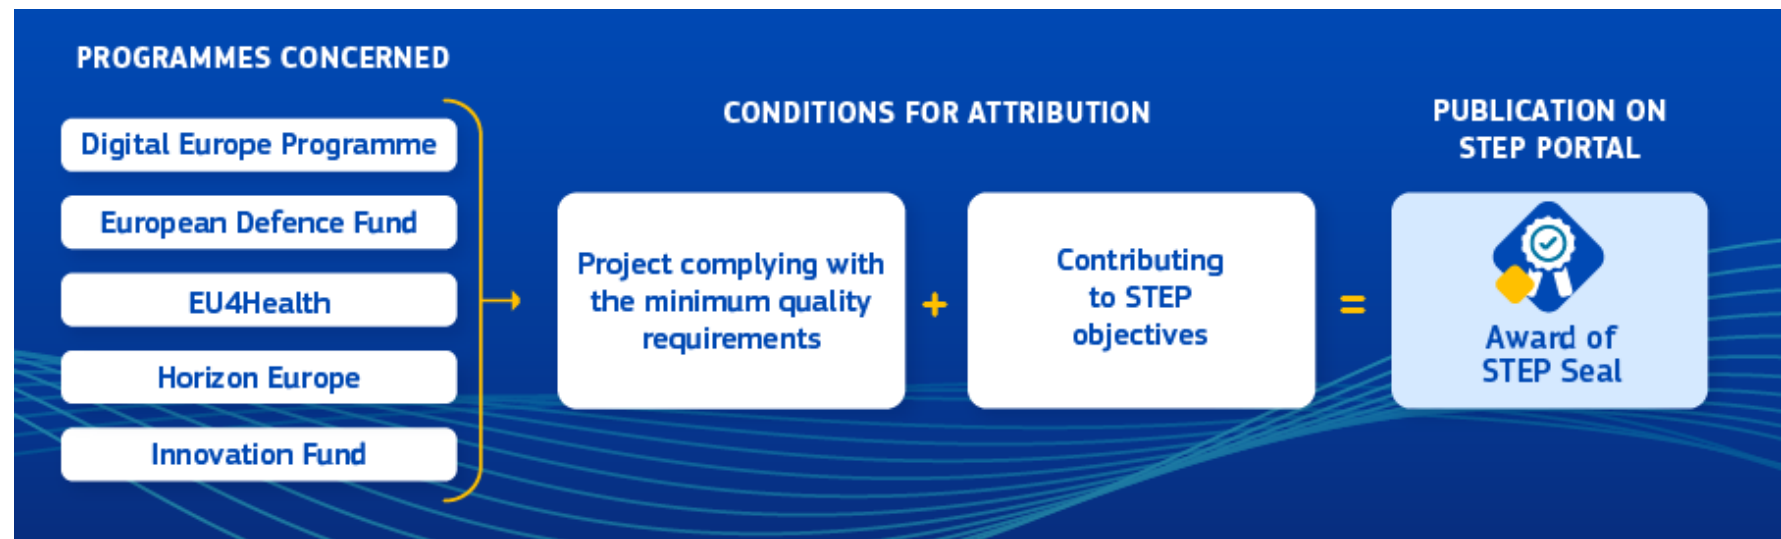 PROGRAMMES CONCERNED
Digital Europe Programme
European Defence Fund
EU4Health
Horizon Europe
Innovation Fund
CONDITIONS FOR ATTRIBUTION
Project complying with
the minimum quality
requirements
+
Contributing
to STEP
objectives
=
PUBLICATION ON
STEP PORTAL
Award of
STEP Seal